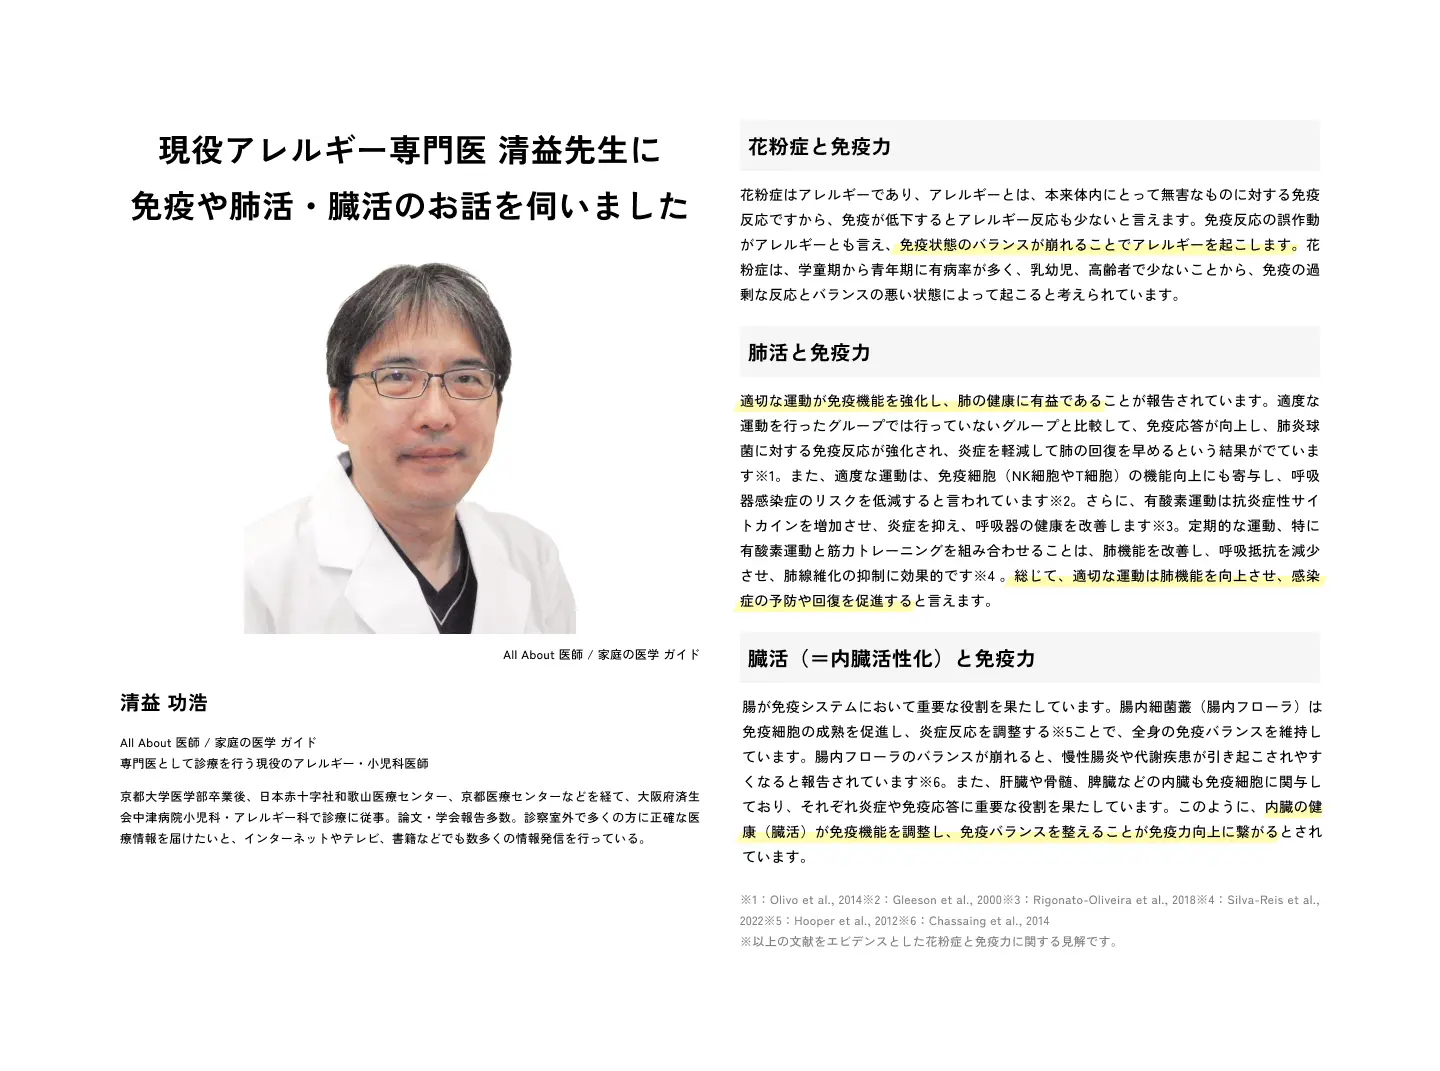 現役アレルギー専門医 清益先生に
免疫や肺活・臓活のお話を伺いました
All About 医師 / 家庭の医学 ガイド
清益 功浩
All About 医師 / 家庭の医学 ガイド
専門医として診療を行う現役のアレルギー・小児科医師
京都大学医学部卒業後、日本赤十字社和歌山医療センター、京都医療センターなどを経て、大阪府済生
会中津病院小児科・アレルギー科で診療に従事。論文・学会報告多数。診察室外で多くの方に正確な医
療情報を届けたいと、インターネットやテレビ、書籍などでも数多くの情報発信を行っている。
花粉症と免疫力
花粉症はアレルギーであり、アレルギーとは、本来体内にとって無害なものに対する免疫
反応ですから、免疫が低下するとアレルギー反応も少ないと言えます。免疫反応の誤作動
がアレルギーとも言え、免疫状態のバランスが崩れることでアレルギーを起こします。花
粉症は、学童期から青年期に有病率が多く、乳幼児、高齢者で少ないことから、免疫の過
剰な反応とバランスの悪い状態によって起こると考えられています。
肺活と免疫力
適切な運動が免疫機能を強化し、肺の健康に有益であることが報告されています。適度な
運動を行ったグループでは行っていないグループと比較して、免疫応答が向上し、肺炎球
菌に対する免疫反応が強化され、炎症を軽減して肺の回復を早めるという結果がでていま
す※1。また、適度な運動は、免疫細胞（NK細胞やT細胞）の機能向上にも寄与し、呼吸
器感染症のリスクを低減すると言われています※2。さらに、有酸素運動は抗炎症性サイ
トカインを増加させ、炎症を抑え、呼吸器の健康を改善します※3。定期的な運動、特に
有酸素運動と筋力トレーニングを組み合わせることは、肺機能を改善し、呼吸抵抗を減少
させ、肺線維化の抑制に効果的です※4 。総じて、適切な運動は肺機能を向上させ、感染
症の予防や回復を促進すると言えます。
臓活（＝内臓活性化）と免疫力
腸が免疫システムにおいて重要な役割を果たしています。腸内細菌叢（腸内フローラ）は
免疫細胞の成熟を促進し、炎症反応を調整する※5ことで、全身の免疫バランスを維持し
ています。腸内フローラのバランスが崩れると、慢性腸炎や代謝疾患が引き起こされやす
くなると報告されています※6。また、肝臓や骨髄、脾臓などの内臓も免疫細胞に関与し
ており、それぞれ炎症や免疫応答に重要な役割を果たしています。このように、内臓の健
康（臓活）が免疫機能を調整し、免疫バランスを整えることが免疫力向上に繋がるとされ
ています。
※1：Olivo et al., 2014※2：Gleeson et al., 2000※3：Rigonato-Oliveira et al., 2018※4：Silva-Reis et al.,
2022※5：Hooper et al., 2012※6：Chassaing et al., 2014
※以上の文献をエビデンスとした花粉症と免疫力に関する見解です。